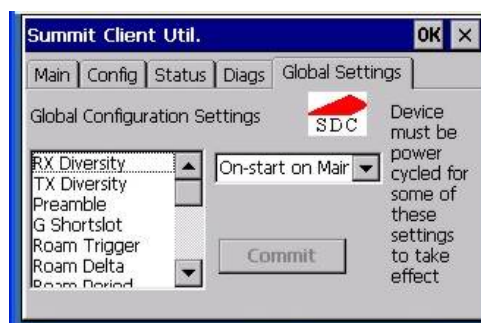 Summit Client Util. OK ×
Main Config Status Diags Global Settings
Global Configuration Settings
SDC
Device
must be
power
cycled for
some of
these
settings
to take
effect
RX Diversity
TX Diversity
Preamble
G Shortslot
Roam Trigger
Roam Delta
Roam Period
On-start on Mair
Commit